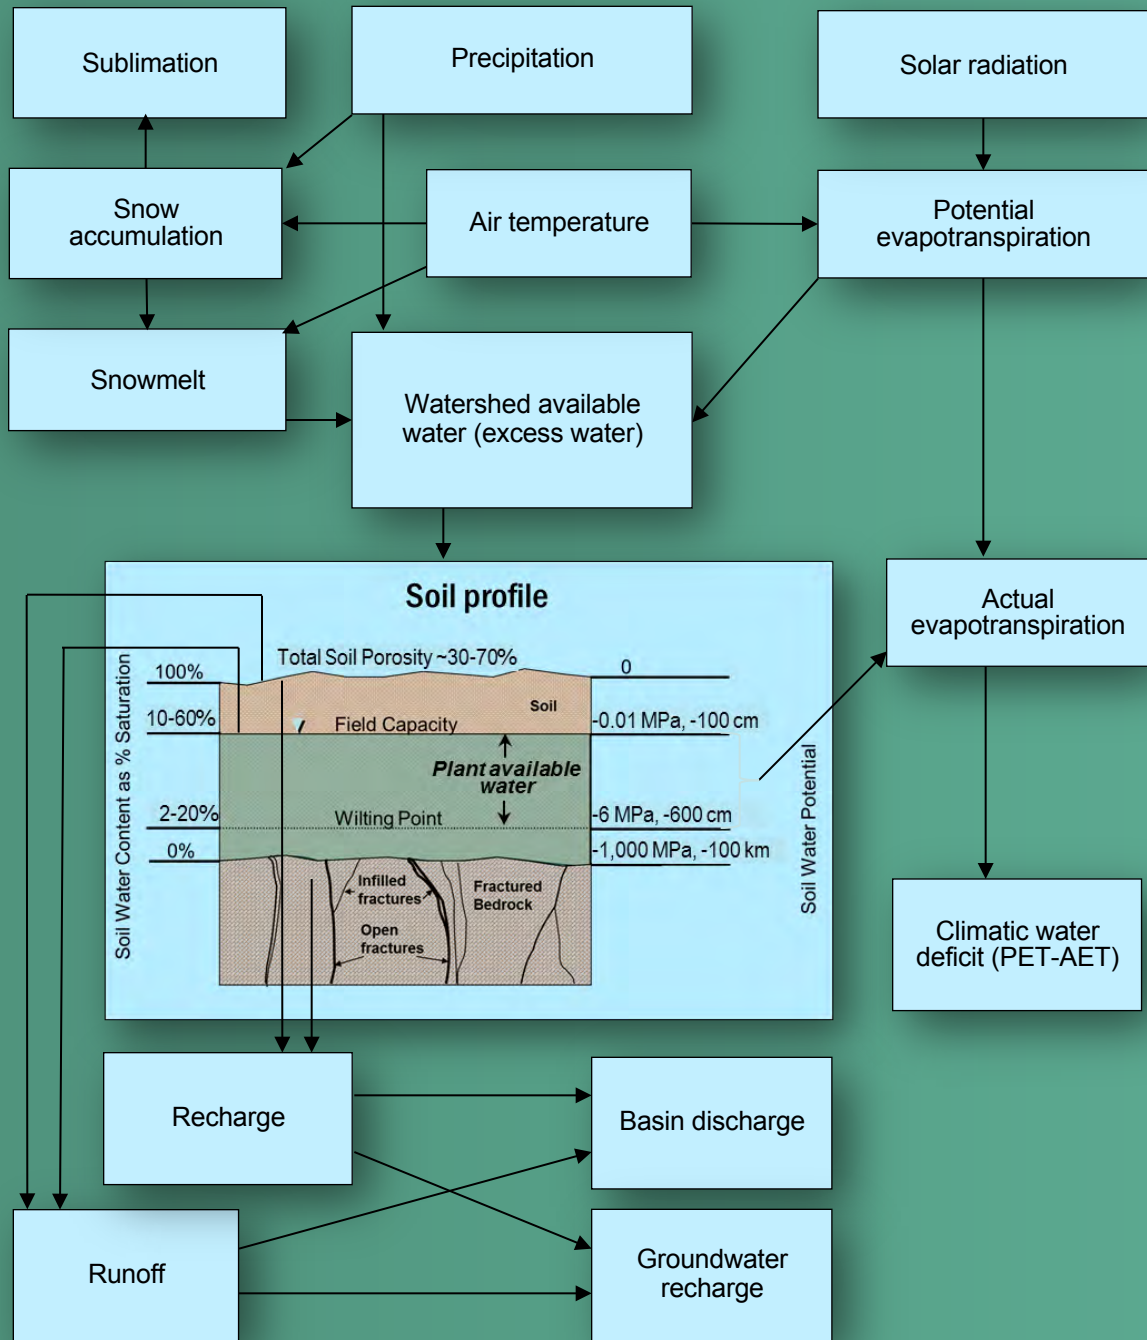 Sublimation
Precipitation
Solar radiation
Snow
accumulation
Air temperature
Potential
evapotranspiration
Snowmelt
Watershed available
water (excess water)
Soil profile
Actual
evapotranspiration
Soil Water Content as % Saturation
Total Soil Porosity ~30-70%
100%
0
Soil
10-60%
Field Capacity
-0.01 MPa, -100 cm
Plant available
water
2-20%
Wilting Point
-6 MPa, -600 cm
0%
-1,000 MPa, -100 km
Infilled
fractures
Fractured
Bedrock
Open
fractures
Soil Water Potential
Climatic water
deficit (PET-AET)
Recharge
Basin discharge
Runoff
Groundwater
recharge